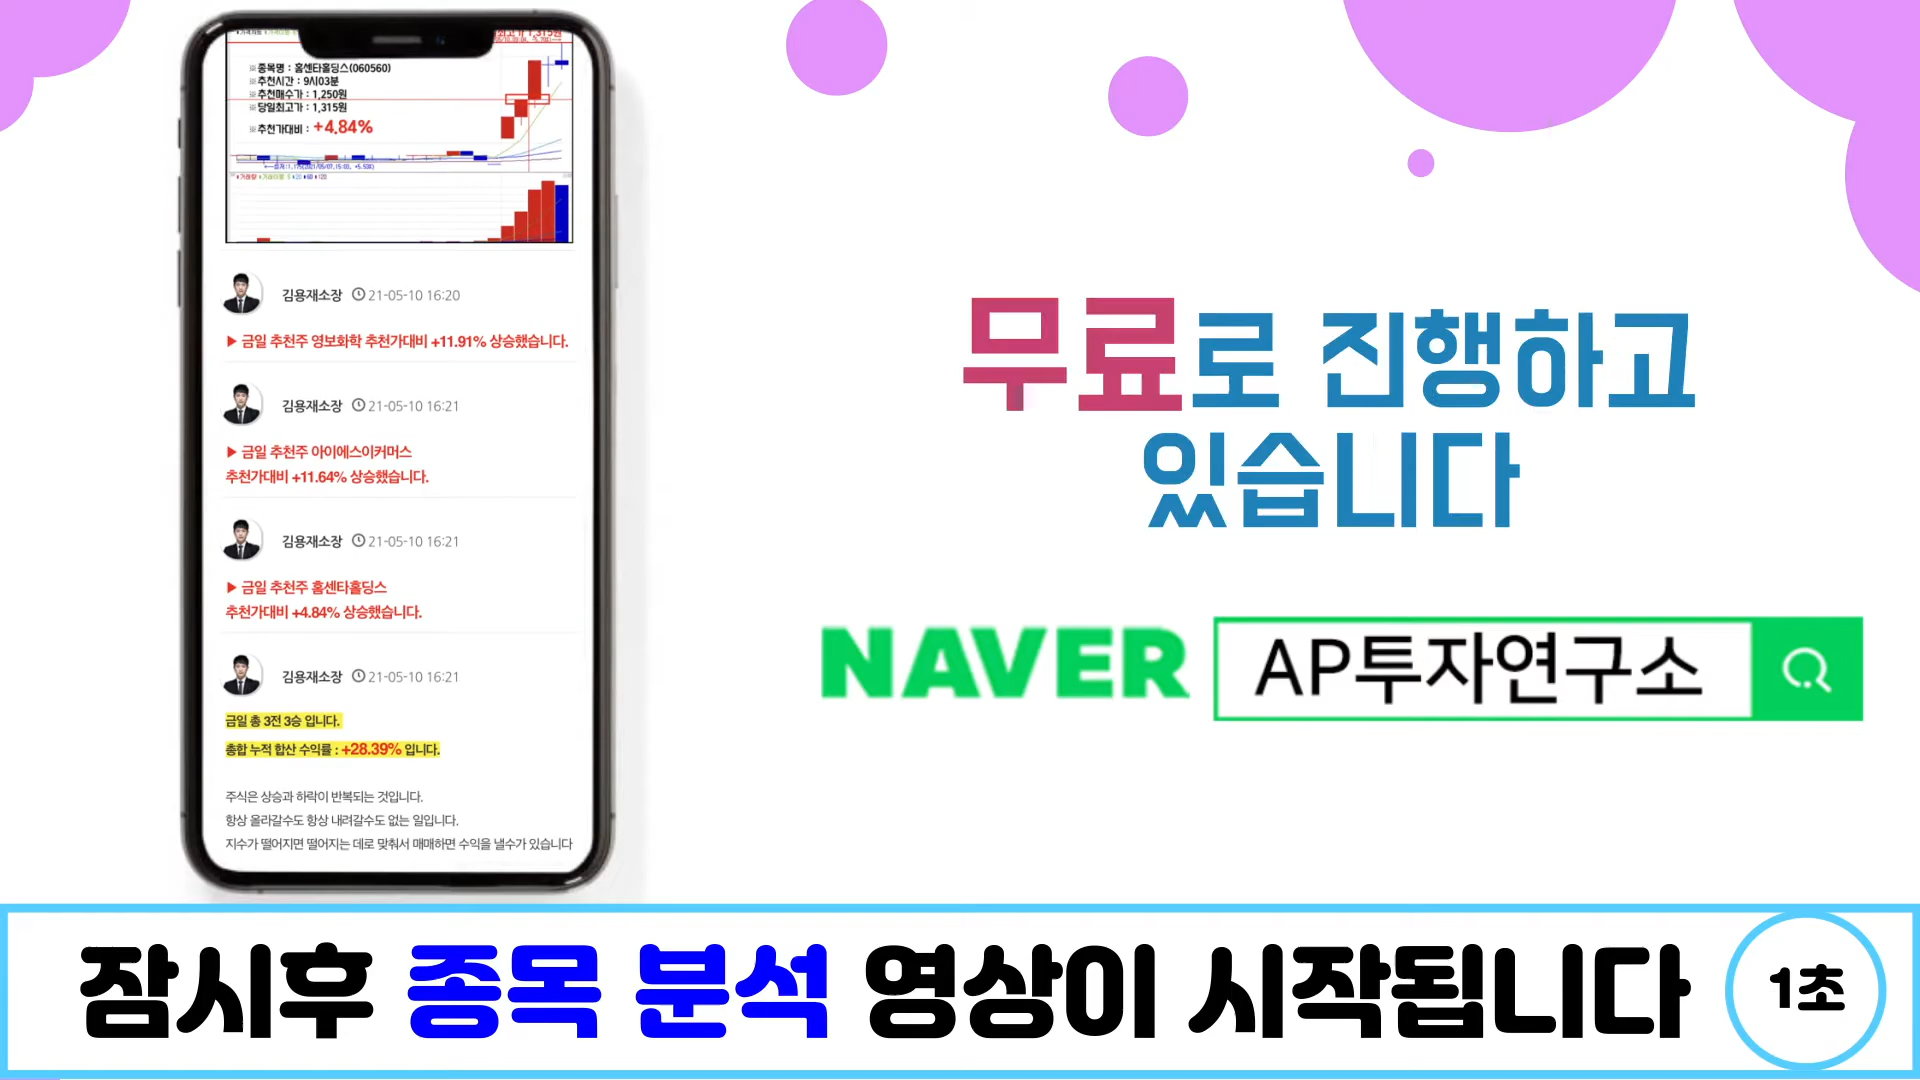 ※종목명 : 홈센타홀딩스(060560)
※추천시간 : 9시03분
※추천매수가 : 1,250원
※당일최고가 : 1,315원
※추천가대비 : +4.84%
김용재소장 21-05-10 16:20
▶ 금일 추천주 영보화학 추천가대비 +11.91% 상승했습니다.
김용재소장 21-05-10 16:21
▶ 금일 추천주 아이에스이커머스
추천가대비 +11.64% 상승했습니다.
김용재소장 21-05-10 16:21
▶ 금일 추천주 홈센타홀딩스
추천가대비 +4.84% 상승했습니다.
김용재소장 21-05-10 16:21
금일 총 3전 3승 입니다.
총합 누적 합산 수익률 : +28.39% 입니다.
주식은 상승과 하락이 반복되는 것입니다.
항상 올라갈수도 항상 내려갈수도 없는 일입니다.
지수가 떨어지면 떨어지는 데로 맞춰서 매매하면 수익을 낼수가 있습니다
무료로 진행하고
있습니다
NAVER AP투자연구소
잠시후 종목 분석 영상이 시작됩니다 1초